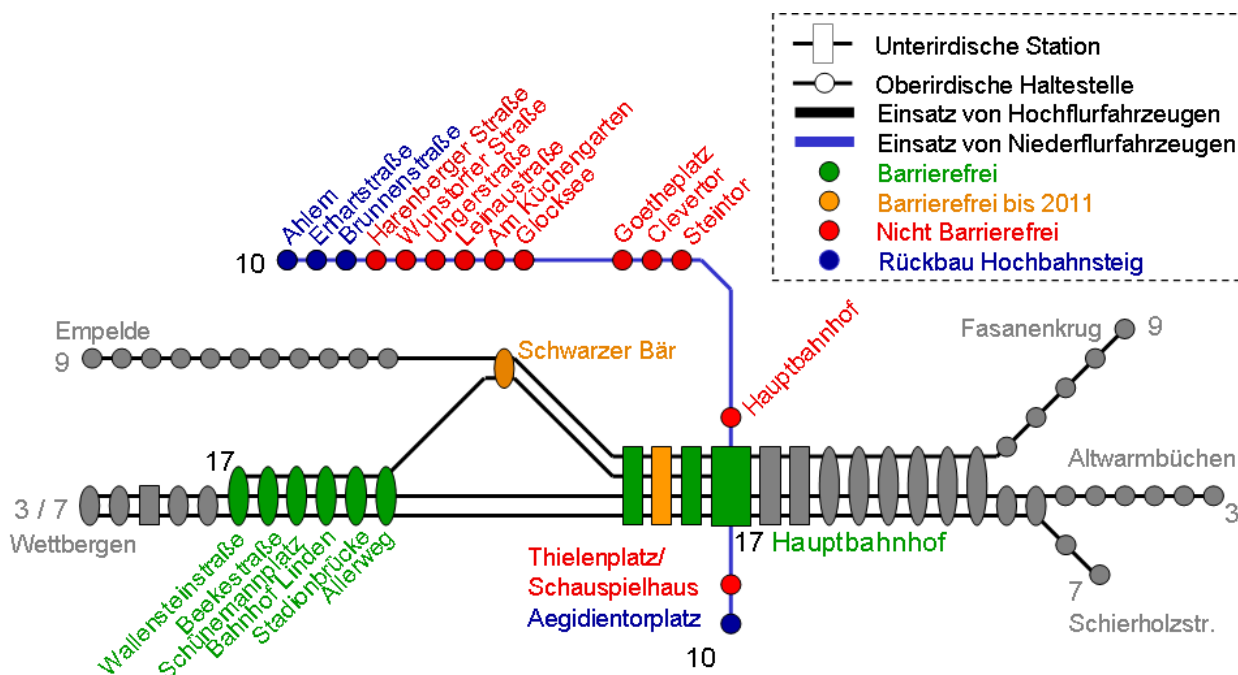 Unterirdische Station
Oberirdische Haltestelle
Einsatz von Hochflurfahrzeugen
Einsatz von Niederflurfahrzeugen
Barrierefrei
Barrierefrei bis 2011
Nicht Barrierefrei
Rückbau Hochbahnsteig
10
Ahlem
Erhartstraße
Brunnenstraße
Harenberger Straße
Wunstorfer Straße
Ungerstraße
Leinaustraße
Am Küchengarten
Glocksee
Goetheplatz
Clevertor
Steintor
Hauptbahnhof
Empelde
9
Schwarzer Bär
Fasanenkrug
9
17
3 / 7
Wettbergen
Wallensteinstraße
Beekestraße
Schünemannplatz
Bahnhof Linden
Stadionbrücke
Allerweg
Altwarmbüchen
3
17
Hauptbahnhof
Thielenplatz/
Schauspielhaus
Aegidientorplatz
10
7
Schierholzstr.